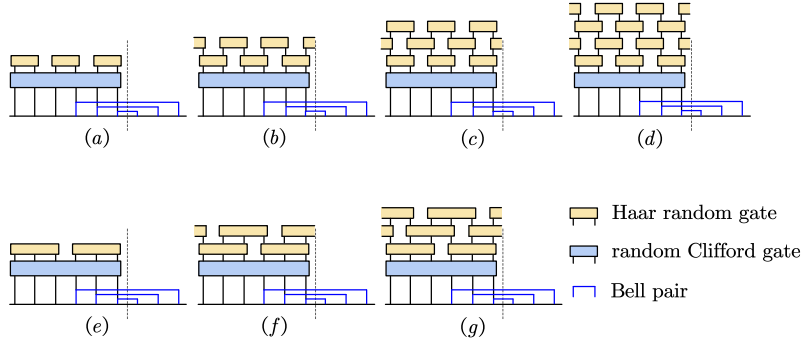 (a) (b) (c) (d)
Haar random gate
random Clifford gate
Bell pair
(e) (f) (g)